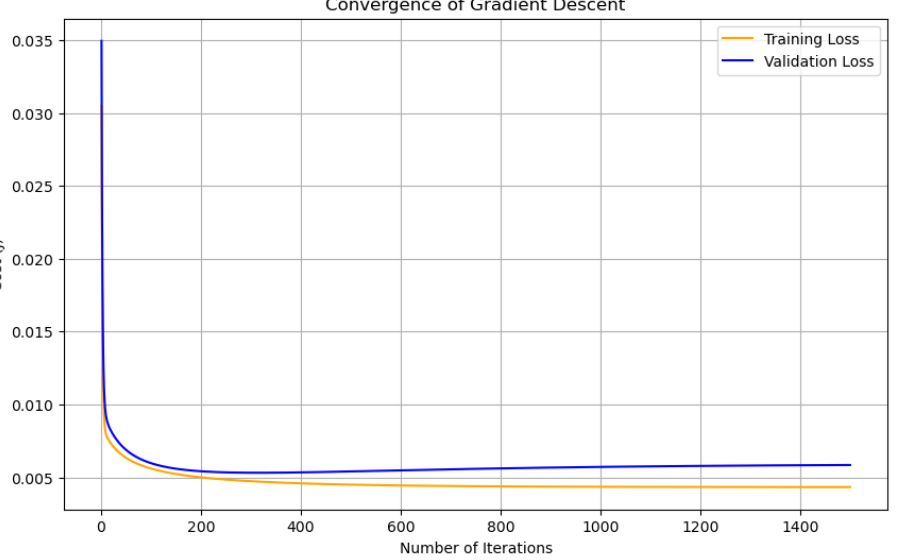 Convergence of Gradient Descent
0.035
0.030
0.025
0.020
0.015
0.010
0.005
Training Loss
Validation Loss
0 200 400 600 800 1000 1200 1400
Number of Iterations